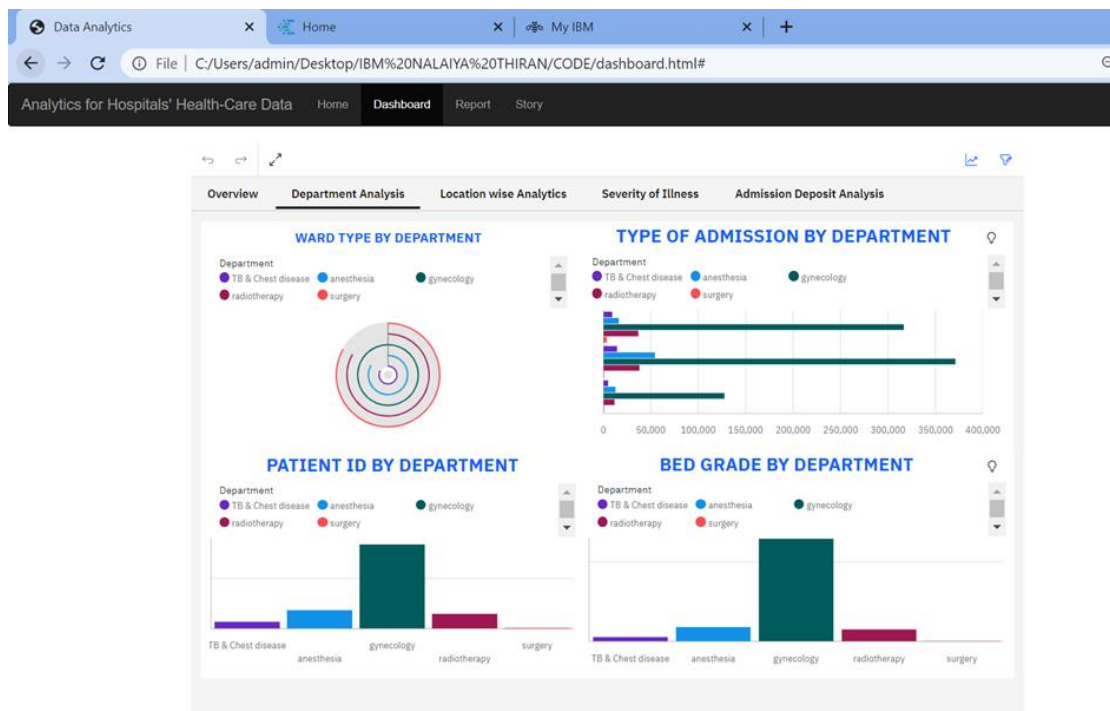 Data Analytics
Home
My IBM
File C:/Users/admin/Desktop/IBM%20NALAIYA%20THIRAN/CODE/dashboard.html#
Analytics for Hospitals' Health-Care Data Home Dashboard Report Story
Overview Department Analysis Location wise Analytics Severity of Illness Admission Deposit Analysis
WARD TYPE BY DEPARTMENT
Department
TB & Chest disease anesthesia gynecology
radiotherapy surgery
TYPE OF ADMISSION BY DEPARTMENT
Department
TB & Chest disease anesthesia gynecology
radiotherapy surgery
0 50,000 100,000 150,000 200,000 250,000 300,000 350,000 400,000
PATIENT ID BY DEPARTMENT
Department
TB & Chest disease anesthesia gynecology
radiotherapy surgery
TB & Chest disease anesthesia gynecology radiotherapy surgery
BED GRADE BY DEPARTMENT
Department
TB & Chest disease anesthesia gynecology
radiotherapy surgery
TB & Chest disease anesthesia gynecology radiotherapy surgery